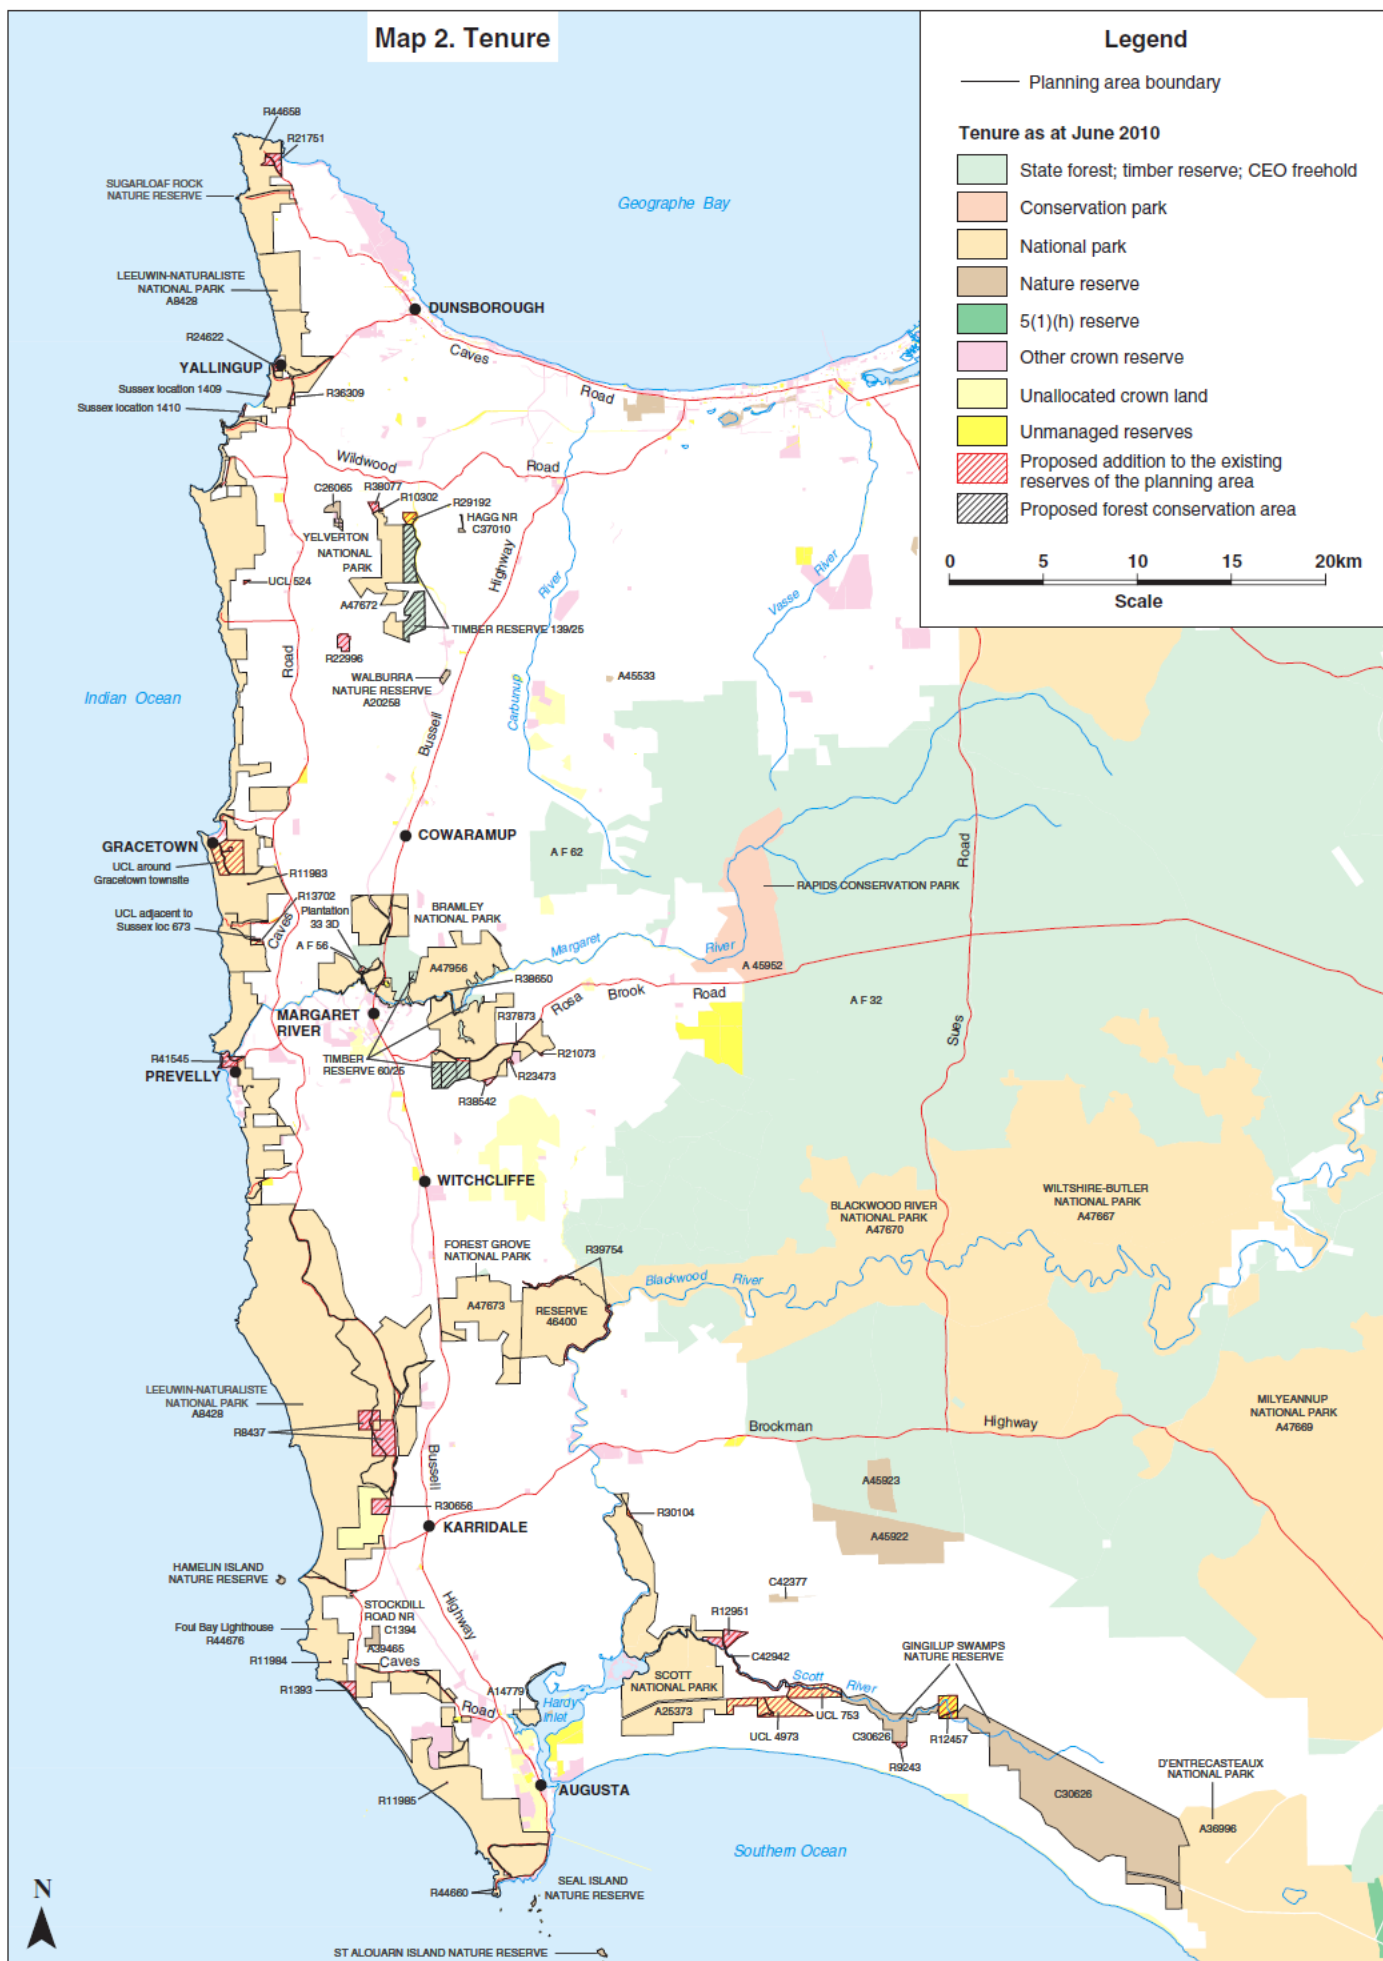 Map 2. Tenure
Legend
Planning area boundary
Tenure as at June 2010
State forest; timber reserve; CEO freehold
Conservation park
National park
Nature reserve
5(1)(h) reserve
Other crown reserve
Unallocated crown land
Unmanaged reserves
Proposed addition to the existing
reserves of the planning area
Proposed forest conservation area
0 5 10 15 20km
Scale
R44658
R21751
SUGARLOAF ROCK
NATURE RESERVE
Geographe Bay
LEEUWIN-NATURALISTE
NATIONAL PARK
A8428
DUNSBOROUGH
R24622
YALLINGUP
Caves
Road
Sussex location 1409
Sussex location 1410
R36309
Wildwood
Road
C26065
R38077
R10302
R29192
HAGG NR
C37010
YELVERTON
NATIONAL
PARK
Highway
River
Vasse
River
UCL 524
A47672
TIMBER RESERVE 139/25
R22996
Road
WALBURRA
NATURE RESERVE
A20258
A45533
Carbunup
Indian Ocean
Bussell
COWARAMUP
GRACETOWN
UCL around
Gracetown townsite
A F 62
Road
RAPIDS CONSERVATION PARK
R11983
R13702
Plantation
33 3D
BRAMLEY
NATIONAL PARK
UCL adjacent to
Sussex loc 673
Caves
A F 56
Margaret
River
A47956
A 45952
R38650
MARGARET
RIVER
Rosa
Brook
Road
A F 32
R37873
Sues
R41545
PREVELLY
TIMBER
RESERVE 60/25
R21073
R23473
R38542
WITCHCLIFFE
WILTSHIRE-BUTLER
NATIONAL PARK
A47667
BLACKWOOD RIVER
NATIONAL PARK
A47670
FOREST GROVE
NATIONAL PARK
R39754
Blackwood
River
A47673
RESERVE
46400
LEEUWIN-NATURALISTE
NATIONAL PARK
A8428
MILYEANNUP
NATIONAL PARK
A47669
R8437
Brockman
Highway
Bussell
A45923
R30656
R30104
KARRIDALE
A45922
HAMELIN ISLAND
NATURE RESERVE
C42377
STOCKDILL
ROAD NR
C1394
Highway
R12951
Foul Bay Lighthouse
R44676
A39465
C42942
GINGILUP SWAMPS
NATURE RESERVE
R11984
Caves
Scott
River
SCOTT
NATIONAL PARK
R1393
A14779
Road
Hardy
Inlet
A25373
UCL 753
UCL 4973
C30626
R12457
R9243
D'ENTRECASTEAUX
NATIONAL PARK
AUGUSTA
C30626
R11985
A36996
Southern Ocean
N
R44660
SEAL ISLAND
NATURE RESERVE
ST ALOUARN ISLAND NATURE RESERVE